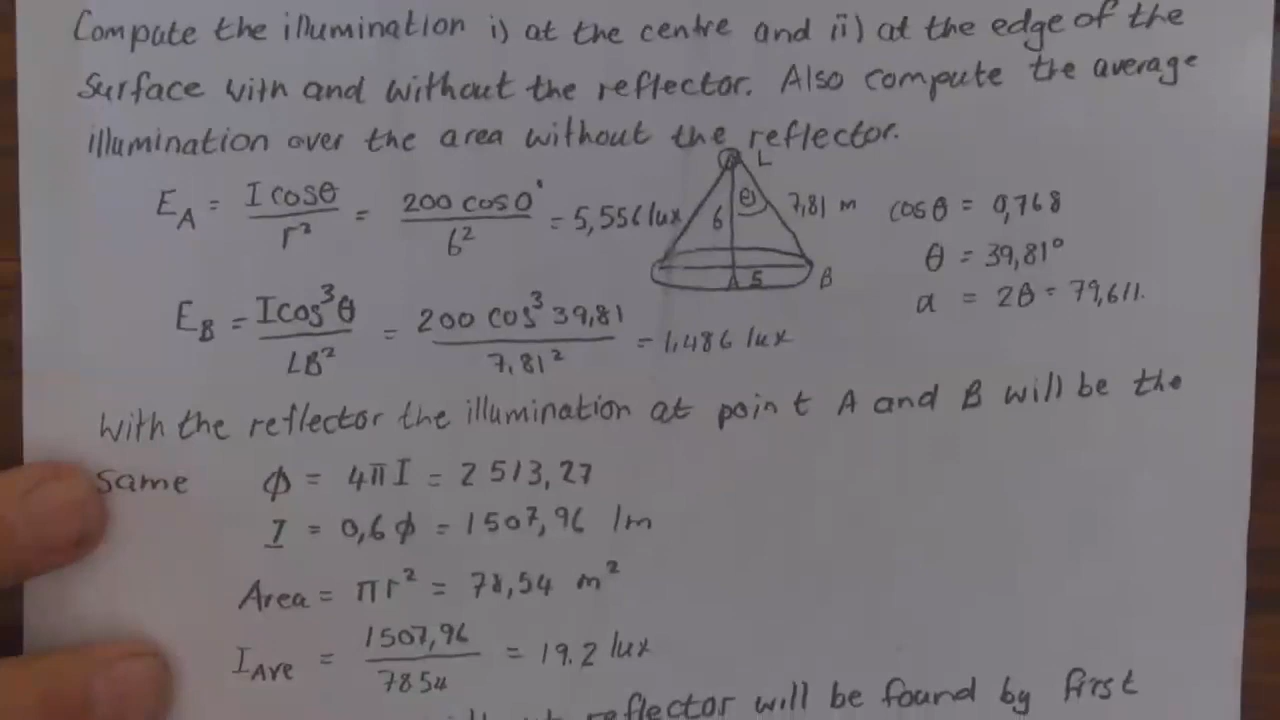 Compute the illumination i) at the centre and ii) at the edge of the
surface with and without the reflector. Also compute the average
illumination over the area without the reflector.
E_A = I cosθ / r² = 200 cos 0° / 6² = 5,556 lux
L
θ
6
7,81 m
A 5
B
cosθ = 0,768
θ = 39,81°
α = 2θ = 79,611.
E_B = I cos³θ / LB² = 200 cos³ 39,81 / 7,81² = 1,486 lux
With the reflector the illumination at point A and B will be the
same
Φ = 4πI = 2 513,27
I = 0,6 Φ = 1507,96 lm
Area = πr² = 78,54 m²
I_Ave = 1507,96 / 7854 = 19.2 lux
reflector will be found by first